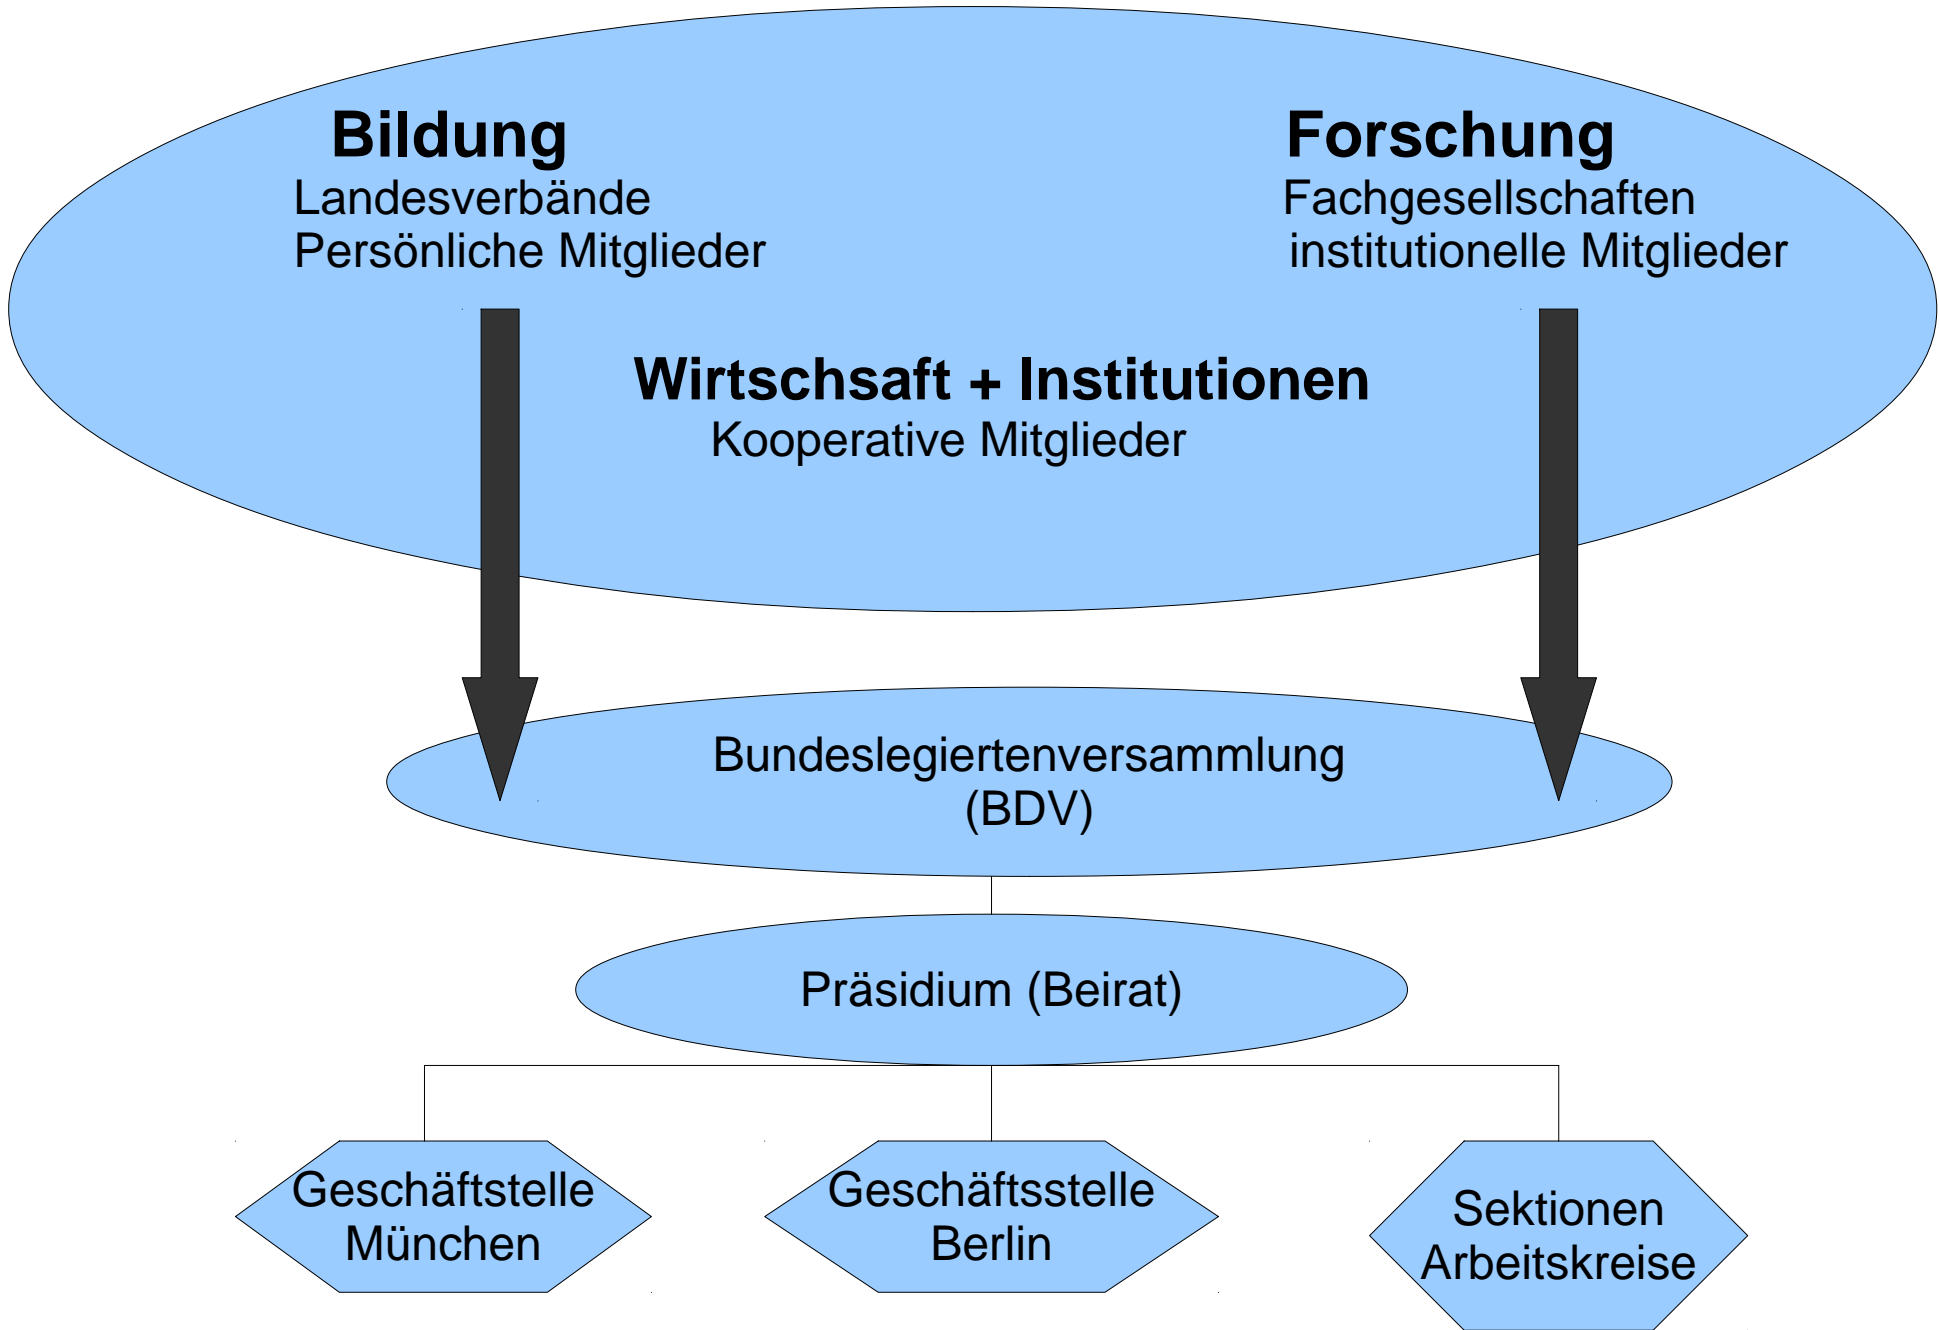 Bildung
Landesverbände
Persönliche Mitglieder
Forschung
Fachgesellschaften
institutionelle Mitglieder
Wirtschsaft + Institutionen
Kooperative Mitglieder
Bundeslegiertenversammlung
(BDV)
Präsidium (Beirat)
Geschäftstelle
München
Geschäftsstelle
Berlin
Sektionen
Arbeitskreise